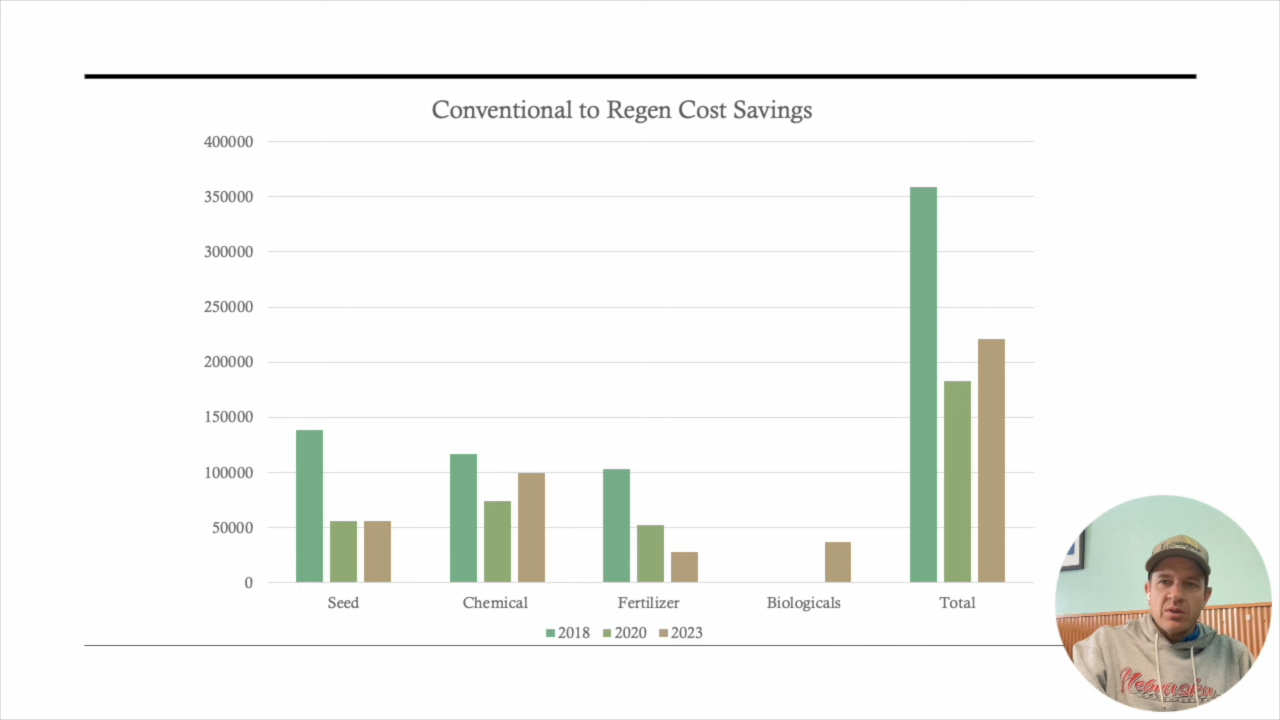 Conventional to Regen Cost Savings
400000
350000
300000
250000
200000
150000
100000
50000
0
Seed Chemical Fertilizer Biologicals Total
2018 2020 2023
Nebraska